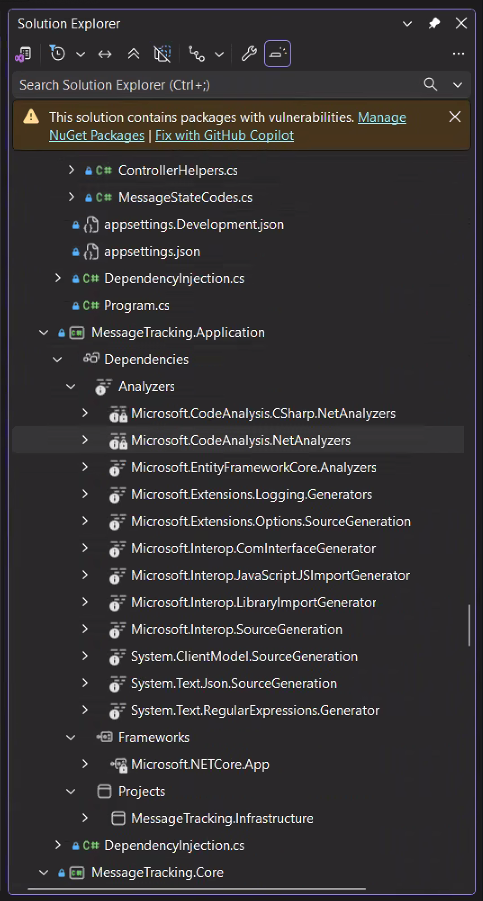 Solution Explorer
Search Solution Explorer (Ctrl+;)
This solution contains packages with vulnerabilities. Manage
NuGet Packages | Fix with GitHub Copilot
C# ControllerHelpers.cs
C# MessageStateCodes.cs
appsettings.Development.json
appsettings.json
C# DependencyInjection.cs
C# Program.cs
C# MessageTracking.Application
Dependencies
Analyzers
Microsoft.CodeAnalysis.CSharp.NetAnalyzers
Microsoft.CodeAnalysis.NetAnalyzers
Microsoft.EntityFrameworkCore.Analyzers
Microsoft.Extensions.Logging.Generators
Microsoft.Extensions.Options.SourceGeneration
Microsoft.Interop.ComInterfaceGenerator
Microsoft.Interop.JavaScript.JSImportGenerator
Microsoft.Interop.LibraryImportGenerator
Microsoft.Interop.SourceGeneration
System.ClientModel.SourceGeneration
System.Text.Json.SourceGeneration
System.Text.RegularExpressions.Generator
Frameworks
Microsoft.NETCore.App
Projects
MessageTracking.Infrastructure
C# DependencyInjection.cs
C# MessageTracking.Core